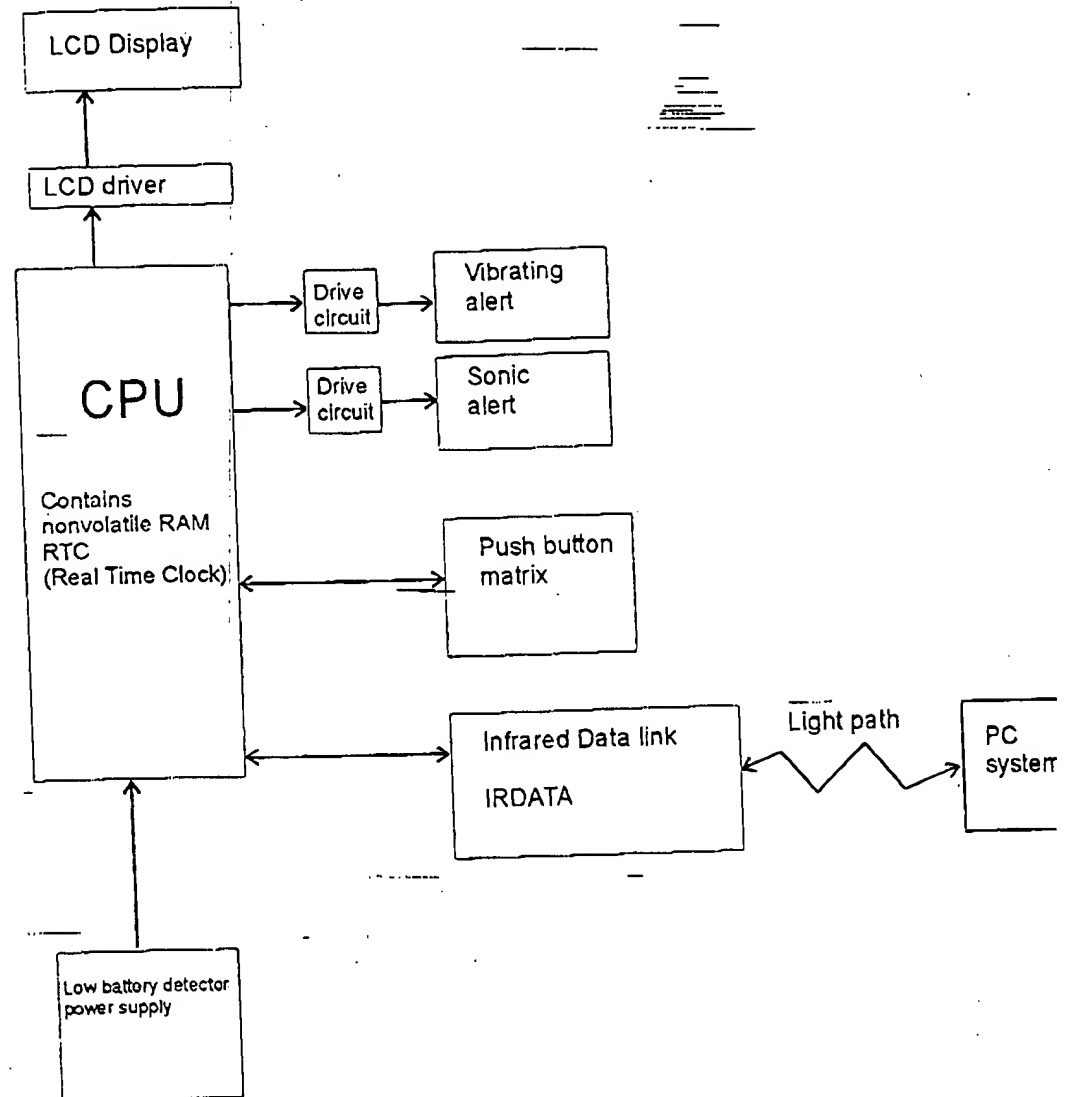 LCD Display
LCD driver
CPU
Contains
nonvolatile RAM
RTC
(Real Time Clock)
Drive
circuit
Vibrating
alert
Drive
circuit
Sonic
alert
Push button
matrix
Infrared Data link
IRDATA
Light path
PC
system
Low battery detector
power supply